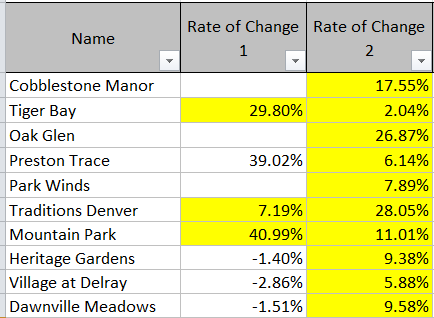 Name Rate of Change 1 Rate of Change 2
Cobblestone Manor 17.55%
Tiger Bay 29.80% 2.04%
Oak Glen 26.87%
Preston Trace 39.02% 6.14%
Park Winds 7.89%
Traditions Denver 7.19% 28.05%
Mountain Park 40.99% 11.01%
Heritage Gardens -1.40% 9.38%
Village at Delray -2.86% 5.88%
Dawnville Meadows -1.51% 9.58%